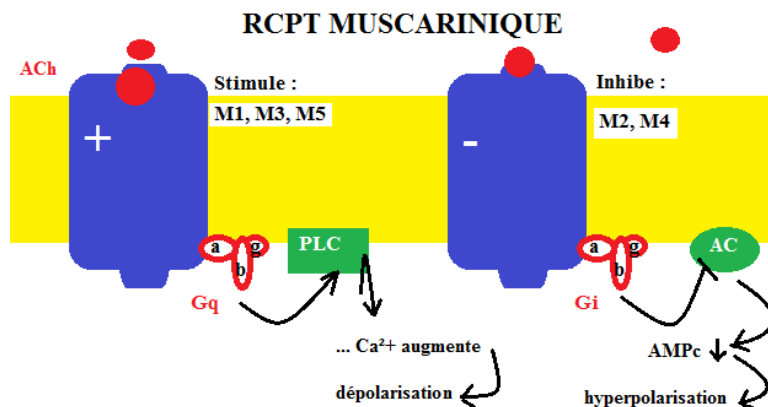 RCPT MUSCARINIQUE
ACh
Stimule :
M1, M3, M5
+
a
g
b
Gq
PLC
... Ca²+ augmente
dépolarisation
Inhibe :
M2, M4
-
a
g
b
Gi
AC
AMPc
hyperpolarisation